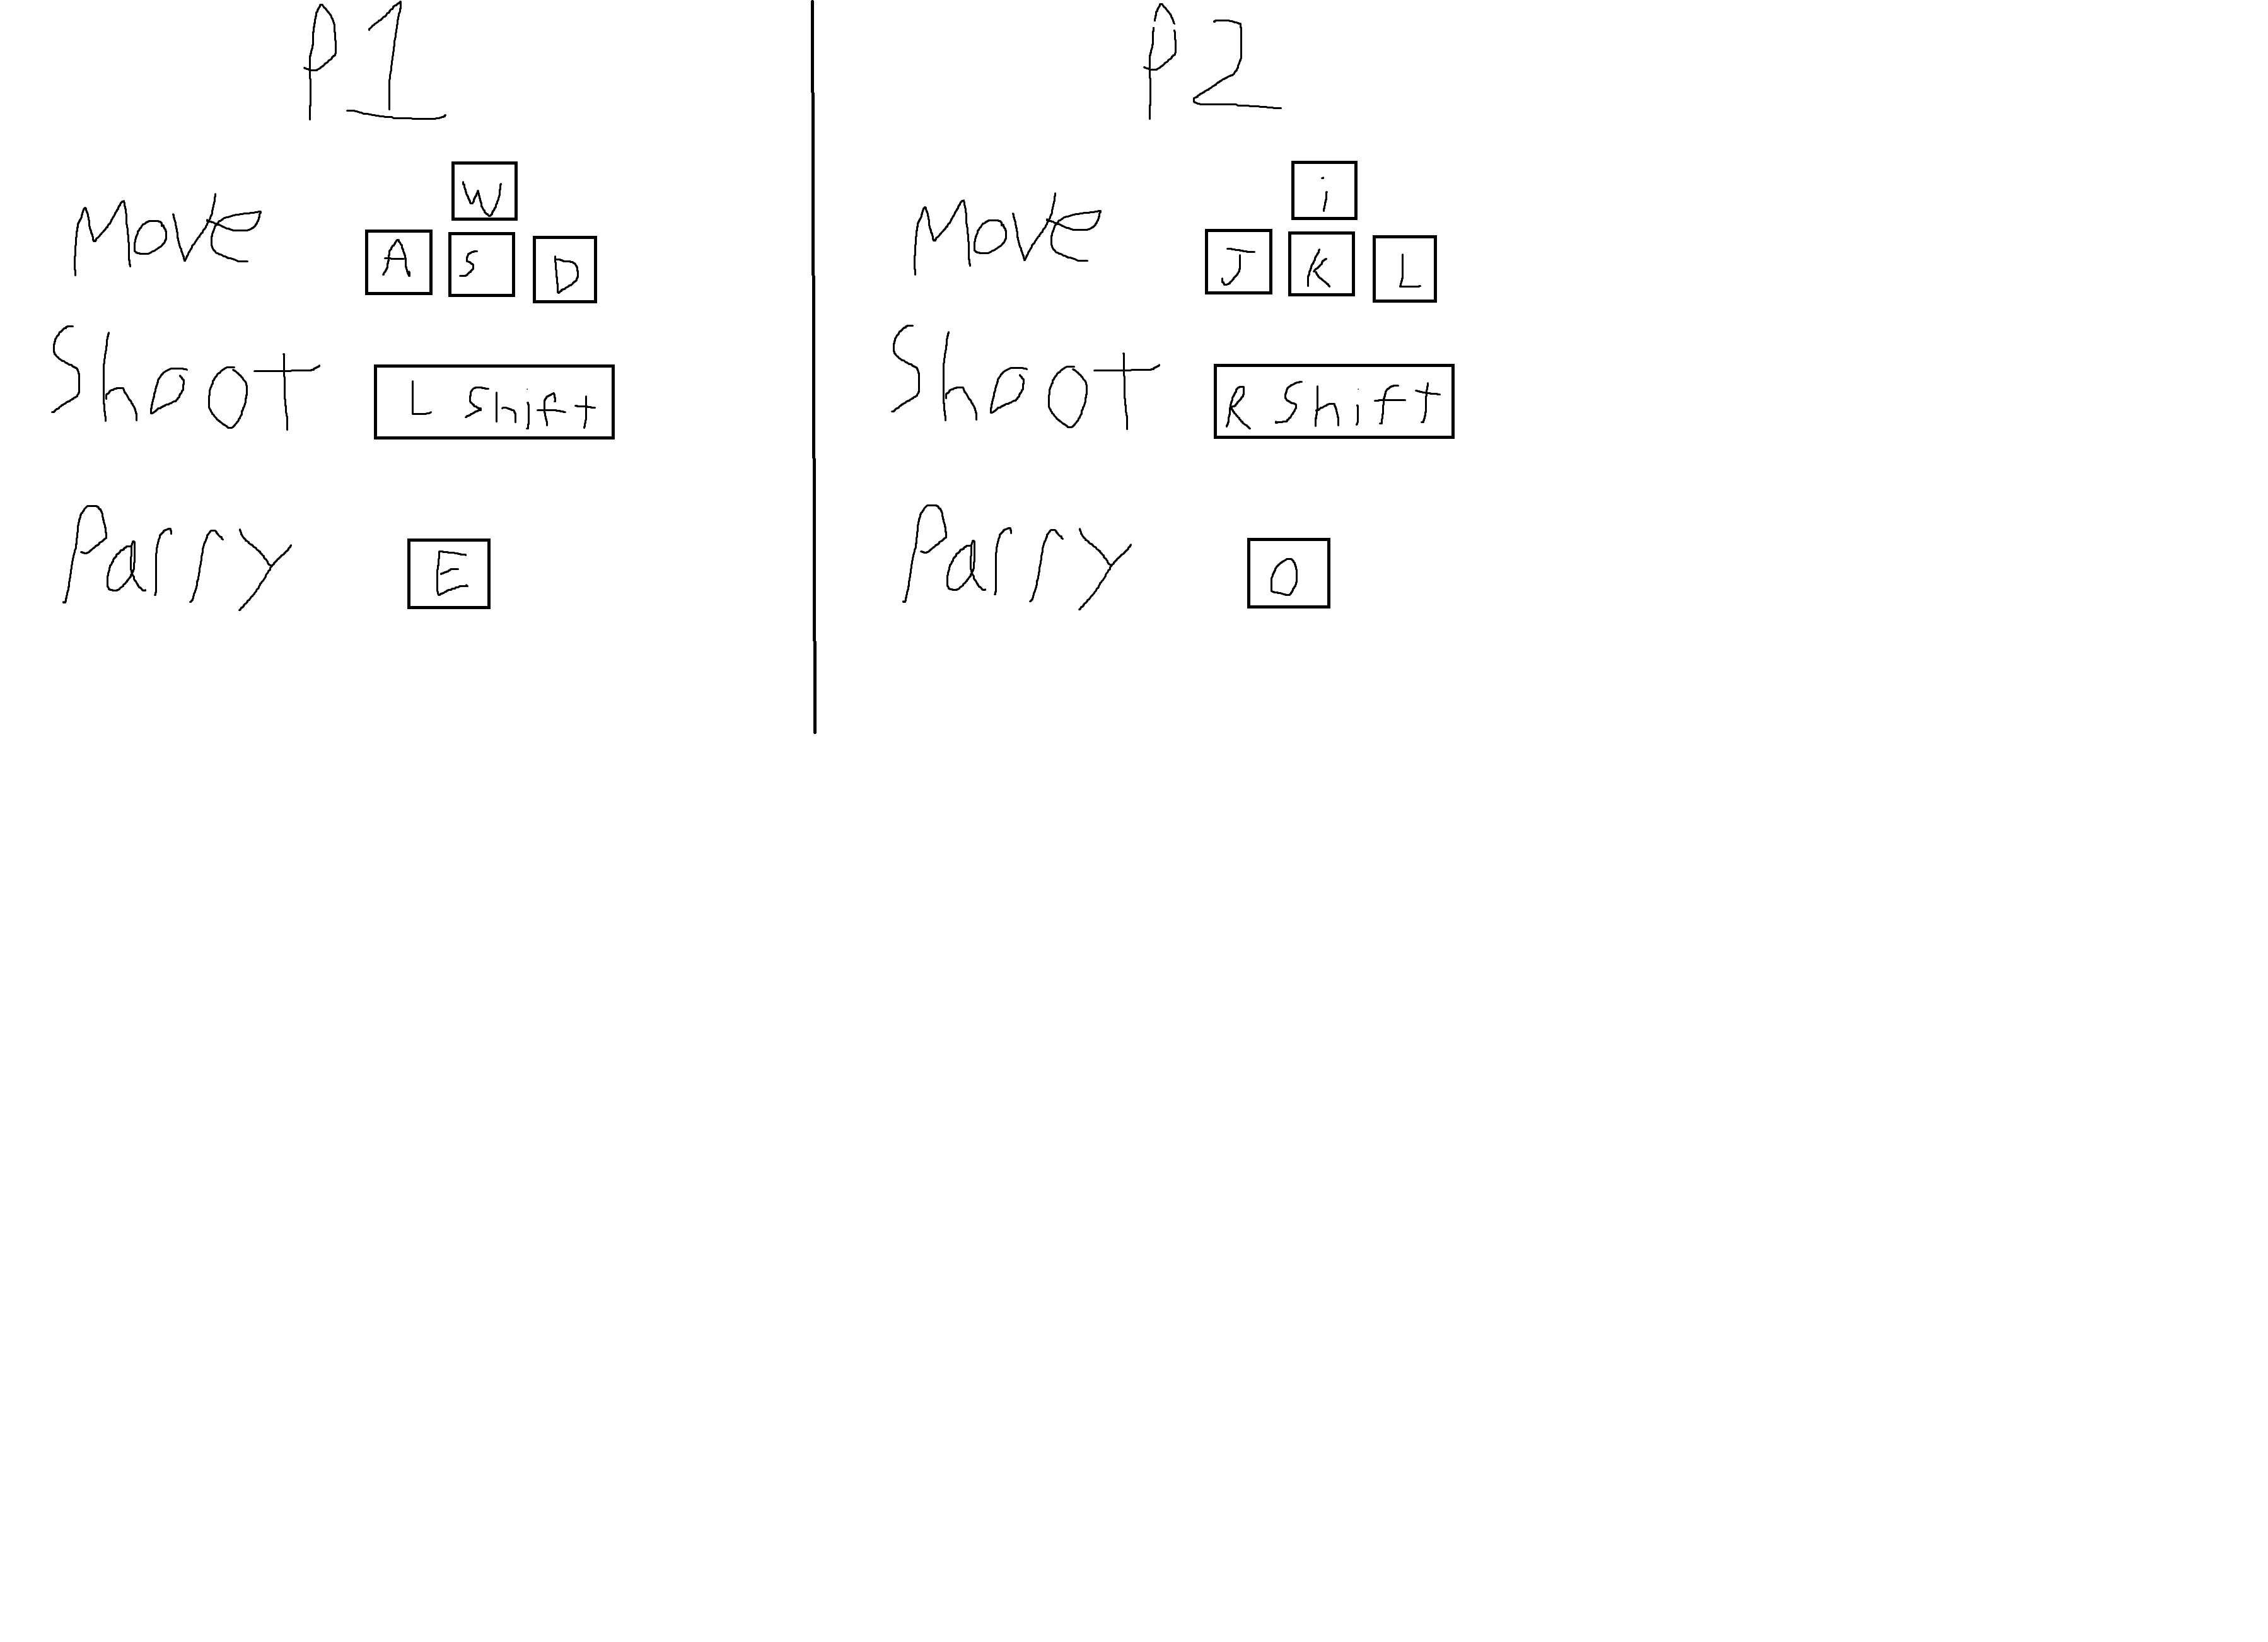 P1
W
Move A S D
Shoot L Shift
Parry E
P2
i
Move J K L
Shoot R Shift
Parry O